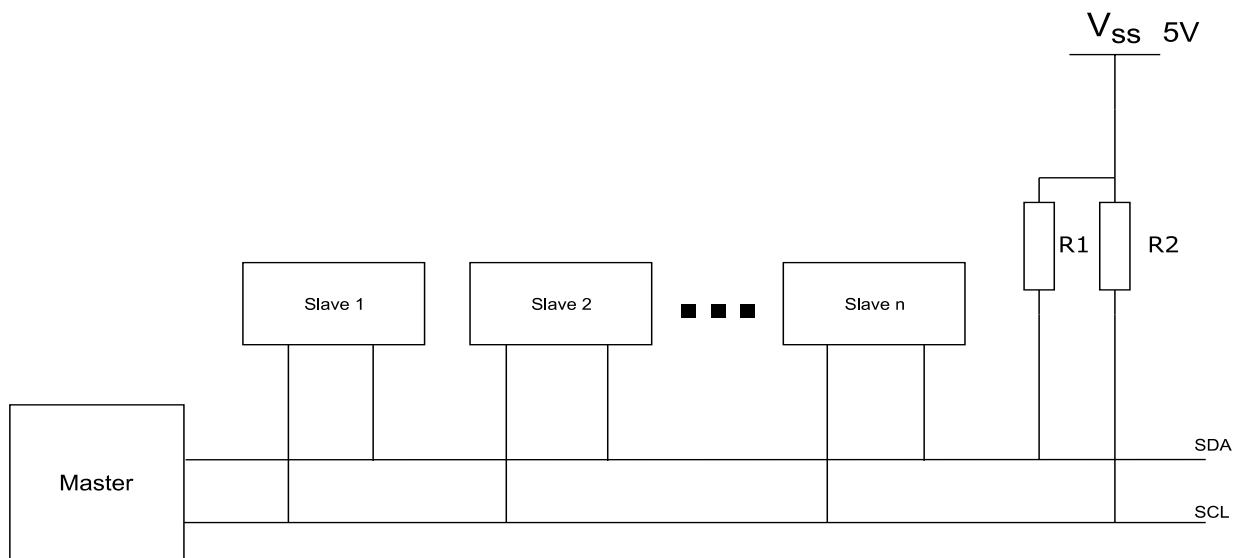 Vss 5V
R1
R2
Slave 1
Slave 2
Slave n
SDA
Master
SCL